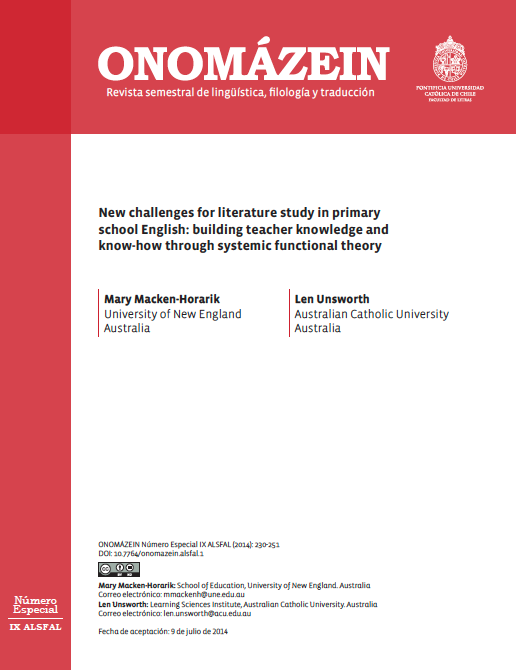 ONOMÁZEIN
Revista semestral de lingüística, filología y traducción
PONTIFICIA UNIVERSIDAD
CATÓLICA DE CHILE
FACULTAD DE LETRAS
New challenges for literature study in primary
school English: building teacher knowledge and
know-how through systemic functional theory
Mary Macken-Horarik
University of New England
Australia
Len Unsworth
Australian Catholic University
Australia
ONOMÁZEIN Número Especial IX ALSFAL (2014): 230-251
DOI: 10.7764/onomazein.alsfal.1
Mary Macken-Horarik: School of Education, University of New England. Australia
Correo electrónico: mmackenh@une.edu.au
Len Unsworth: Learning Sciences Institute, Australian Catholic University. Australia
Correo electrónico: len.unsworth@acu.edu.au
Fecha de aceptación: 9 de julio de 2014
Número
Especial
IX ALSFAL